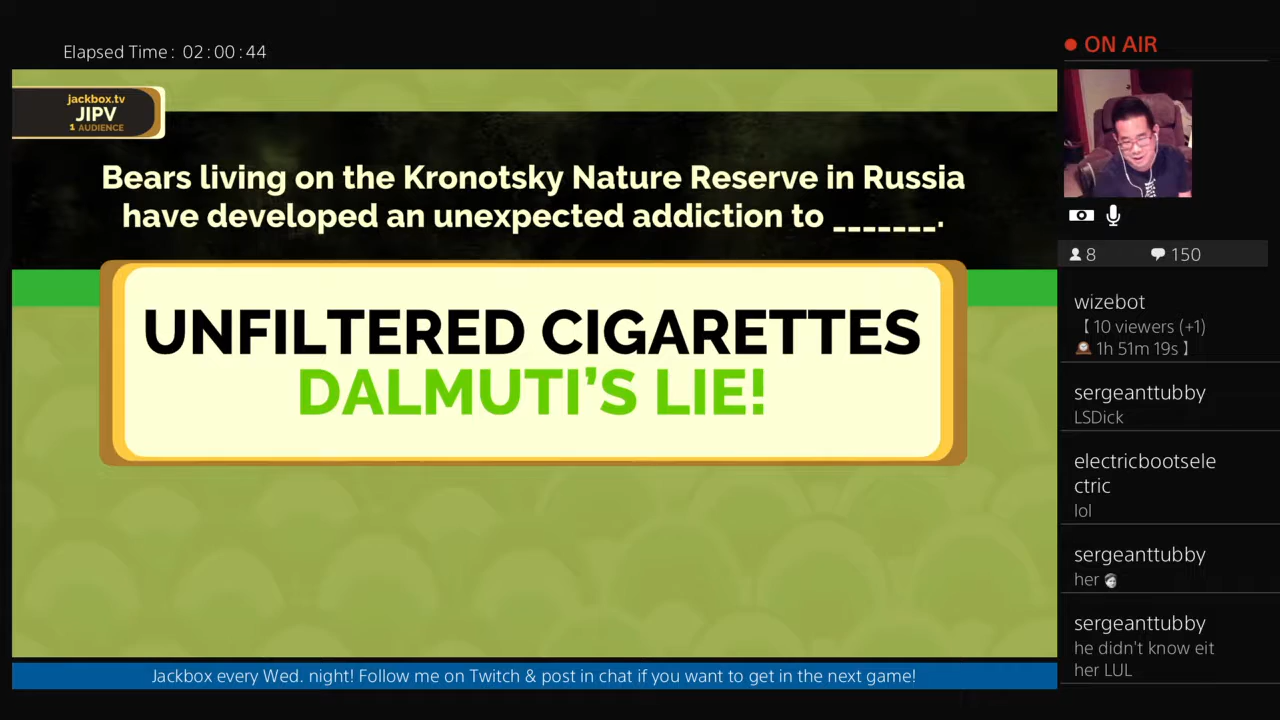 Elapsed Time: 02:00:44
ON AIR
jackbox.tv
JIPV
1 AUDIENCE
Bears living on the Kronotsky Nature Reserve in Russia
have developed an unexpected addiction to _______.
UNFILTERED CIGARETTES
DALMUTI'S LIE!
8 150
wizebot
【10 viewers (+1)
1h 51m 19s】
sergeanttubby
LSDick
electricbootsele
ctric
lol
sergeanttubby
her
sergeanttubby
he didn't know eit
her LUL
Jackbox every Wed. night! Follow me on Twitch & post in chat if you want to get in the next game!